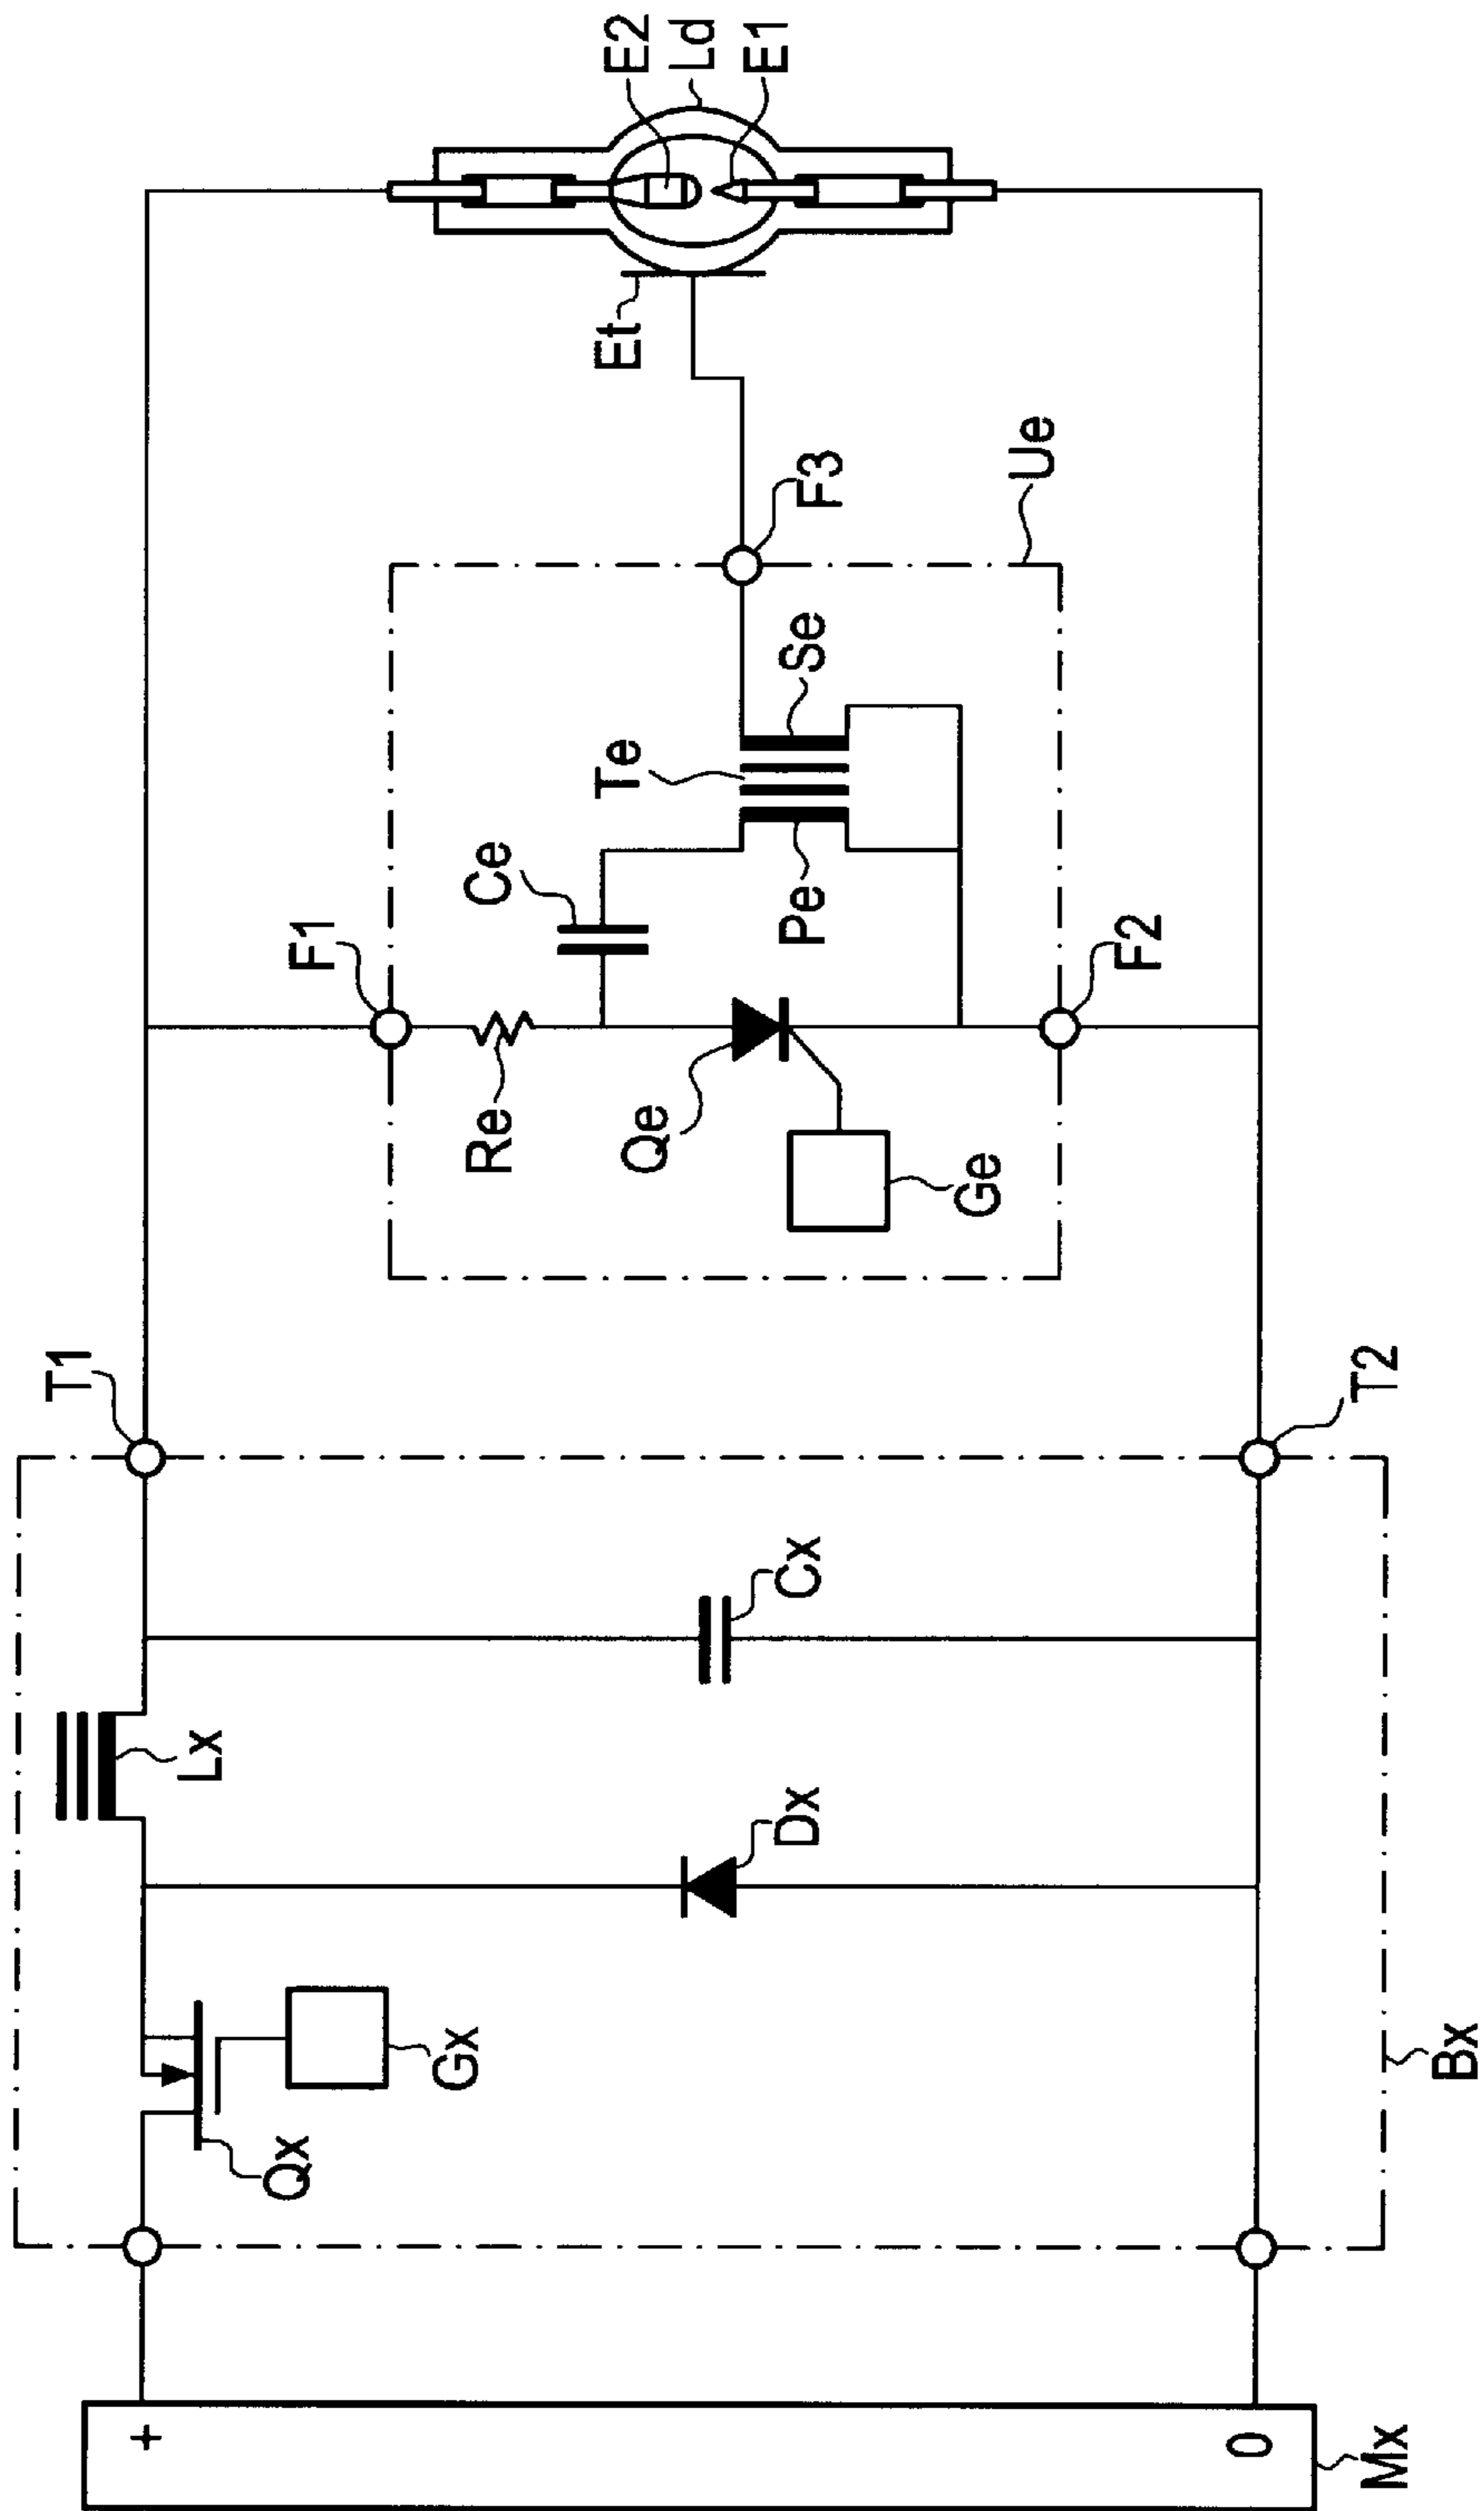 E2
Ld
E1
Et
Ue
F3
Se
Te
Ce
Pe
F1
F2
Re
Qe
Ge
T1
T2
Cx
Lx
Dx
Gx
Bx
Qx
+
0
Mx